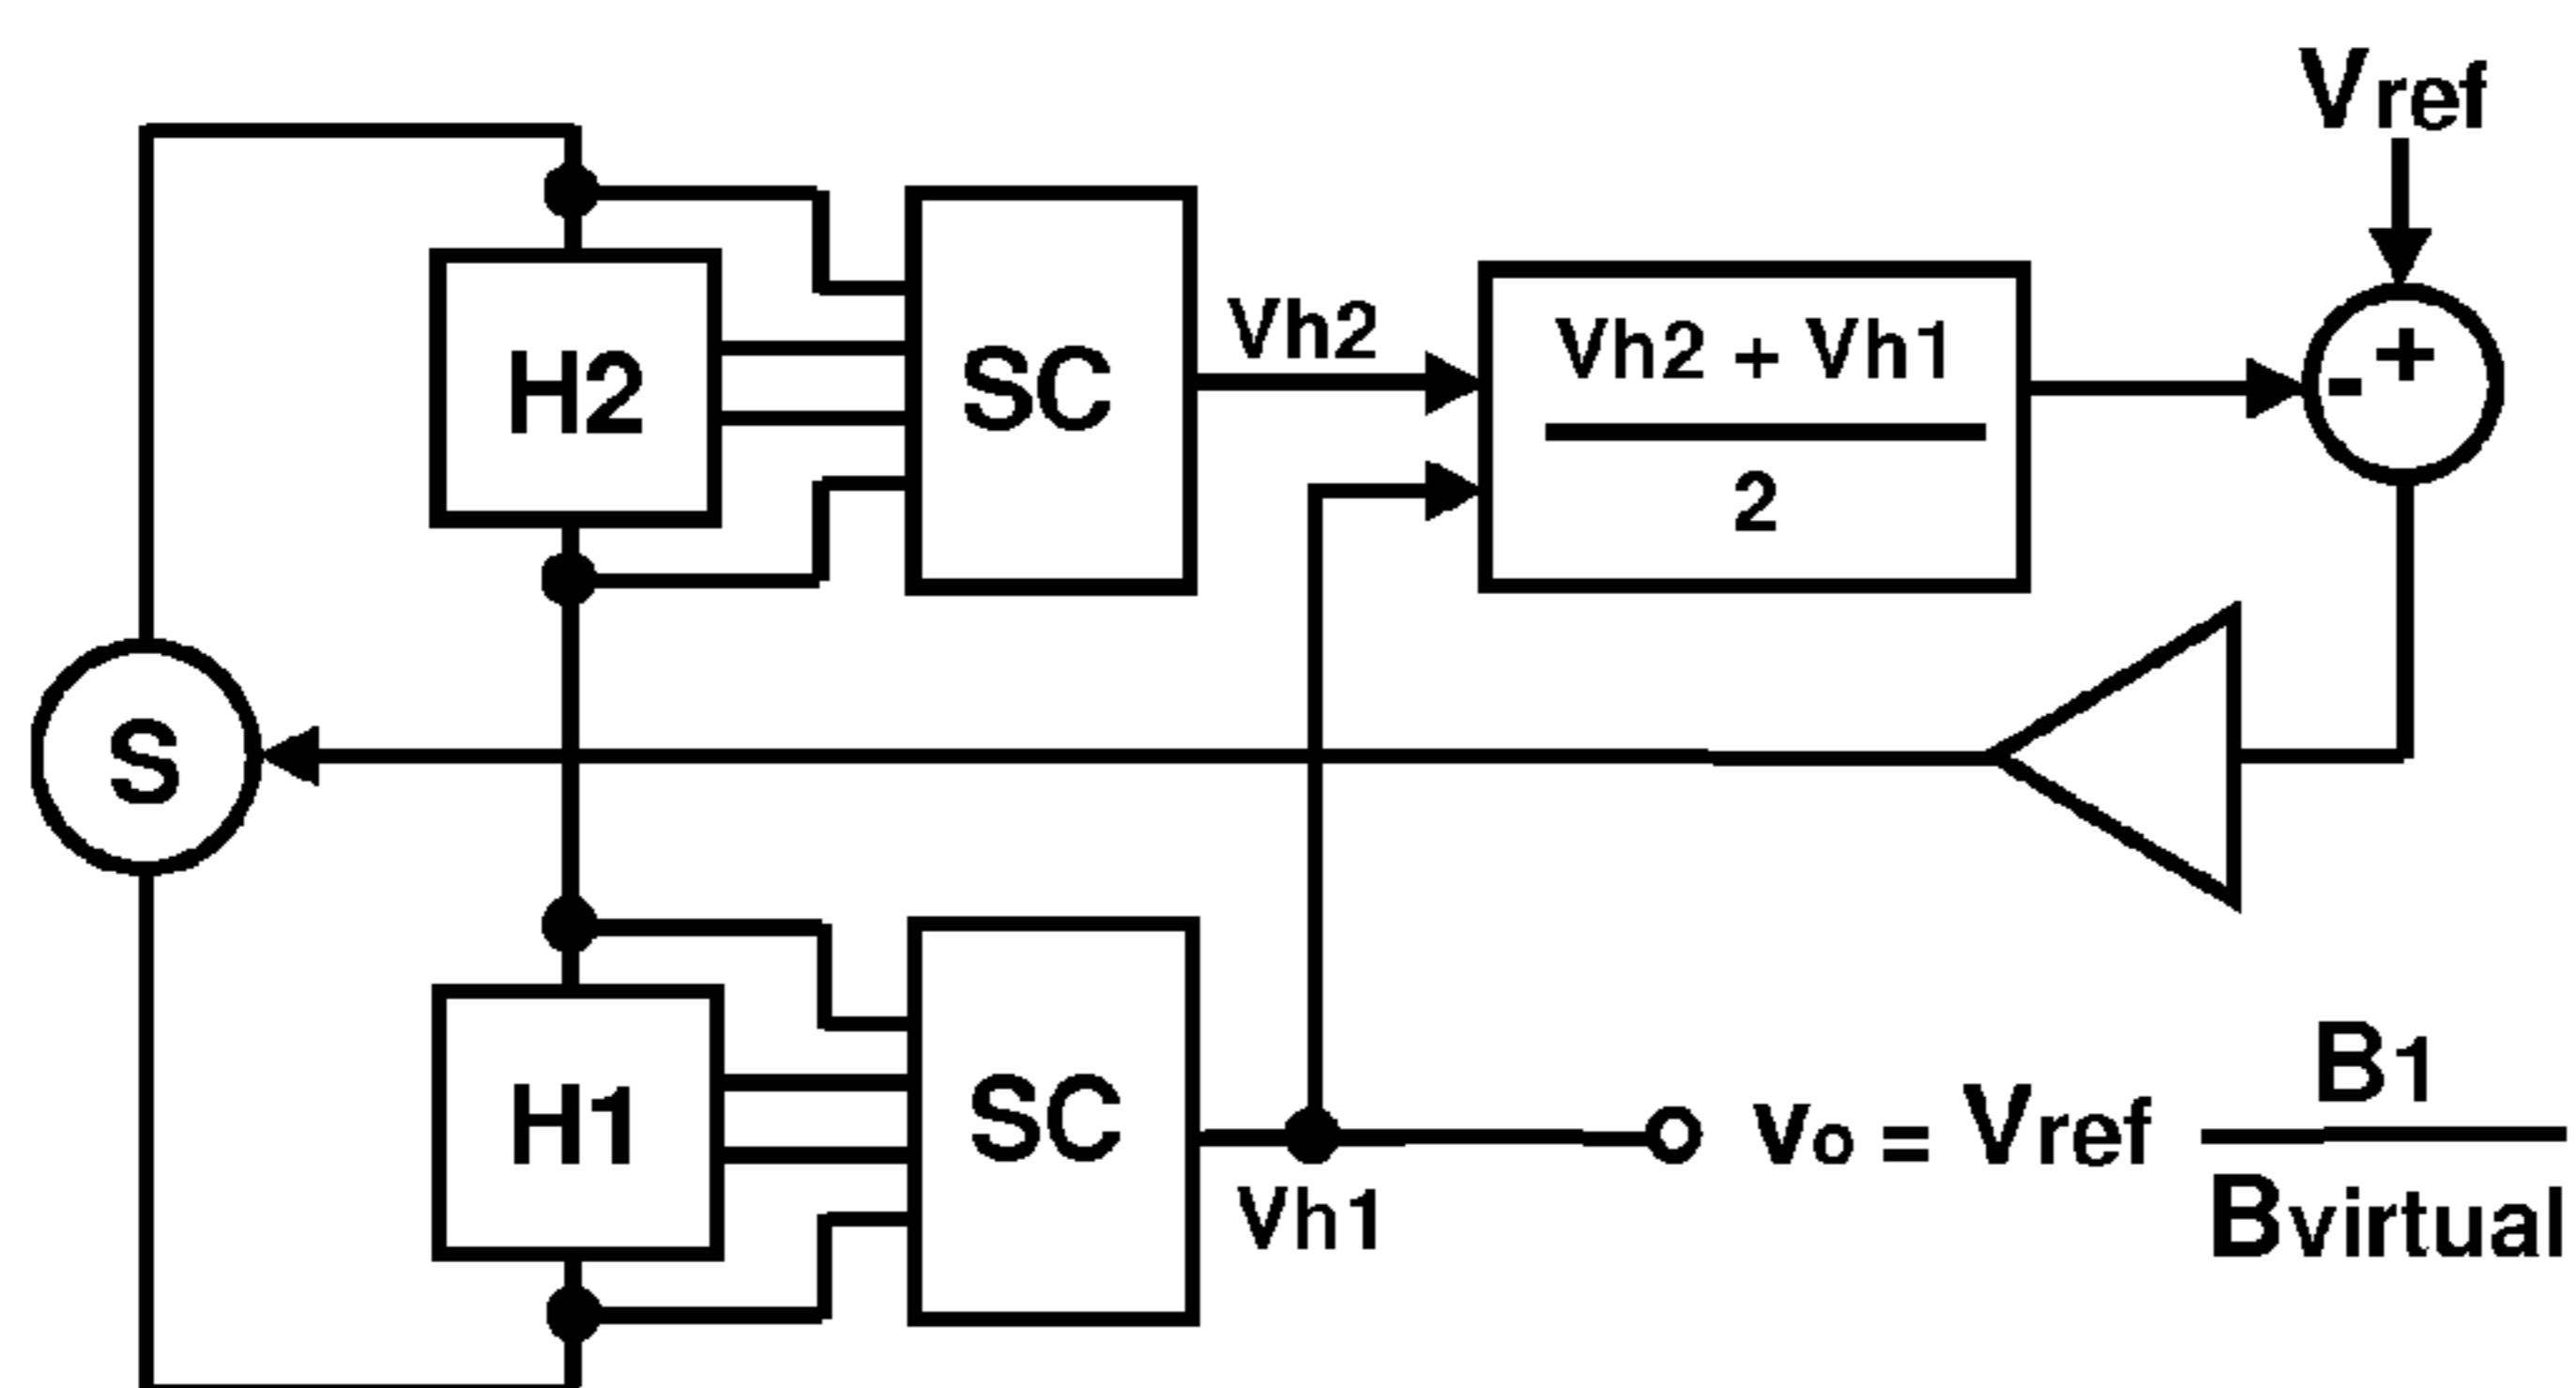 Vref
H2
SC
Vh2
Vh2 + Vh1
2
- +
S
H1
SC
Vh1
Vo = Vref B1
Bvirtual